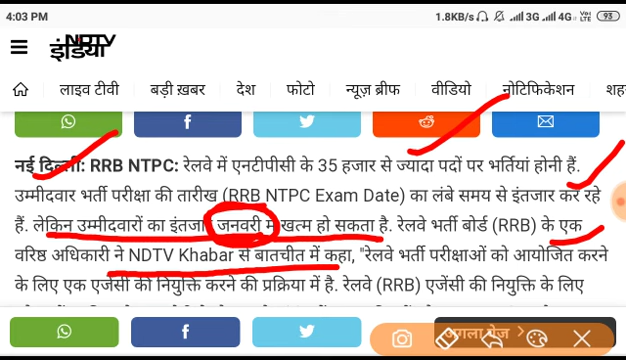 4:03 PM 1.8KB/s 3G 4G Voi LTE 93
NDTV
इंडिया
लाइव टीवी बड़ी ख़बर देश फोटो न्यूज़ ब्रीफ वीडियो नोटिफिकेशन शह
नई दिल्ली: RRB NTPC: रेलवे में एनटीपीसी के 35 हजार से ज्यादा पदों पर भर्तियां होनी हैं.
उम्मीदवार भर्ती परीक्षा की तारीख (RRB NTPC Exam Date) का लंबे समय से इंतजार कर रहे
हैं. लेकिन उम्मीदवारों का इंतजार जनवरी में खत्म हो सकता है. रेलवे भर्ती बोर्ड (RRB) के एक
वरिष्ठ अधिकारी ने NDTV Khabar से बातचीत में कहा, "रेलवे भर्ती परीक्षाओं को आयोजित करने
के लिए एक एजेंसी की नियुक्ति करने की प्रक्रिया में है. रेलवे (RRB) एजेंसी की नियुक्ति के लिए
पेज